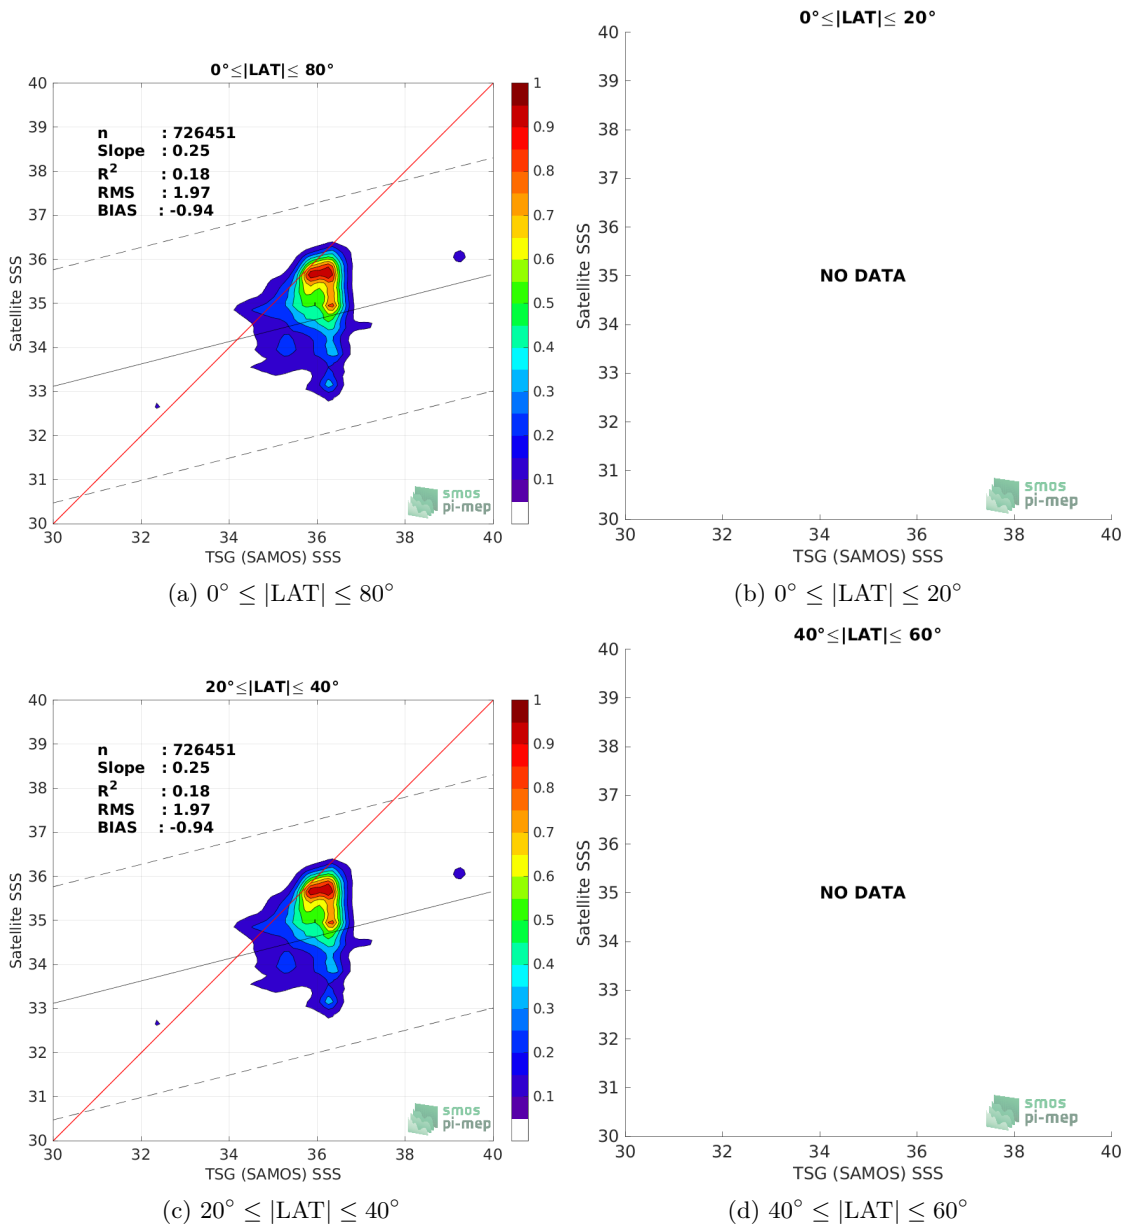 0°≤|LAT|≤ 80°
40
39
38
37
36
35
34
33
32
31
30
Satellite SSS
n : 726451
Slope : 0.25
R² : 0.18
RMS : 1.97
BIAS : -0.94
1
0.9
0.8
0.7
0.6
0.5
0.4
0.3
0.2
0.1
smos
pi-mep
30 32 34 36 38 40
TSG (SAMOS) SSS
(a) 0° ≤ |LAT| ≤ 80°
0°≤|LAT|≤ 20°
40
39
38
37
36
35
34
33
32
31
30
Satellite SSS
NO DATA
smos
pi-mep
30 32 34 36 38 40
TSG (SAMOS) SSS
(b) 0° ≤ |LAT| ≤ 20°
20°≤|LAT|≤ 40°
40
39
38
37
36
35
34
33
32
31
30
Satellite SSS
n : 726451
Slope : 0.25
R² : 0.18
RMS : 1.97
BIAS : -0.94
1
0.9
0.8
0.7
0.6
0.5
0.4
0.3
0.2
0.1
smos
pi-mep
30 32 34 36 38 40
TSG (SAMOS) SSS
(c) 20° ≤ |LAT| ≤ 40°
40°≤|LAT|≤ 60°
40
39
38
37
36
35
34
33
32
31
30
Satellite SSS
NO DATA
smos
pi-mep
30 32 34 36 38 40
TSG (SAMOS) SSS
(d) 40° ≤ |LAT| ≤ 60°